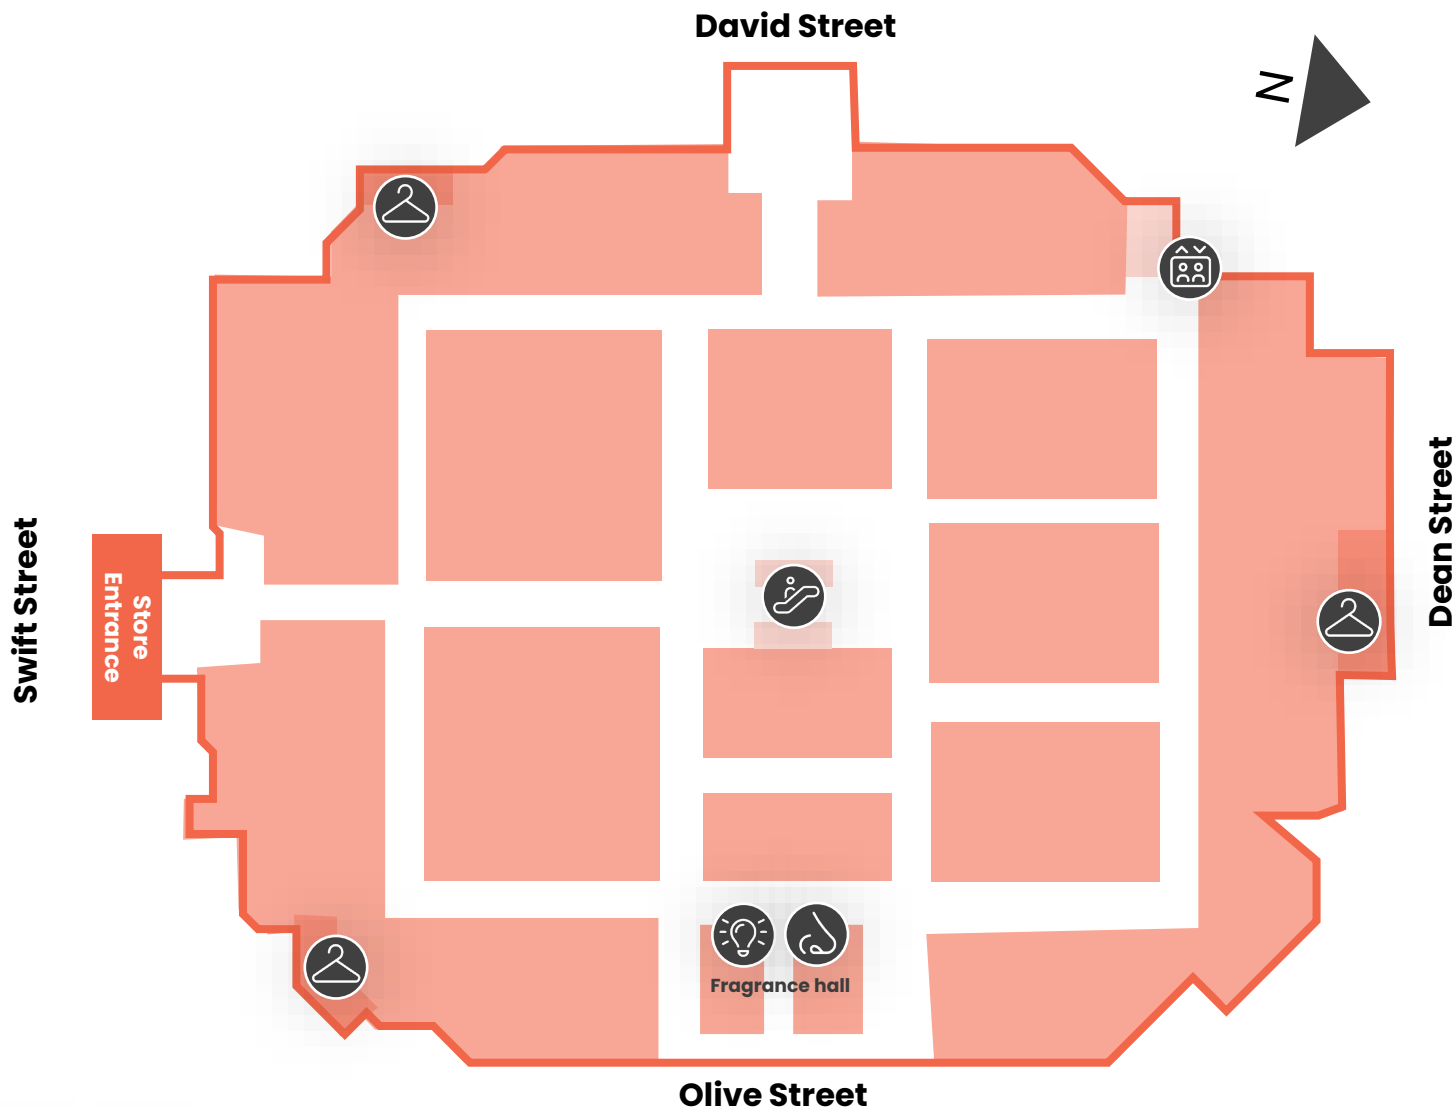 David Street
N
Swift Street
Store
Entrance
Dean Street
Fragrance hall
Olive Street